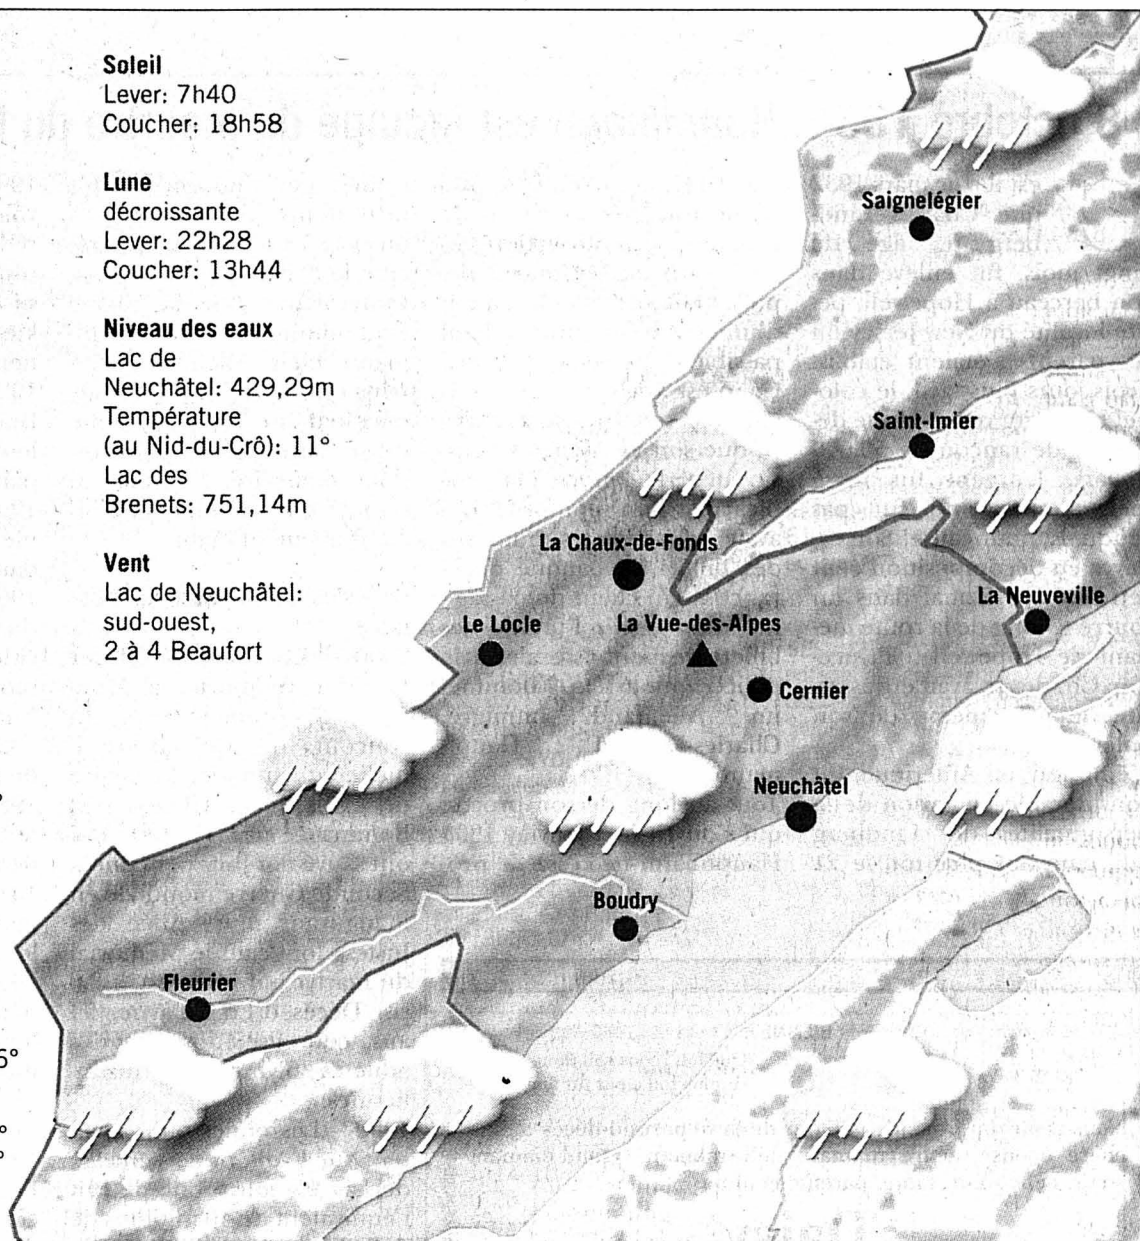 Soleil
Lever: 7h40
Coucher: 18h58
Lune
décroissante
Lever: 22h28
Coucher: 13h44
Niveau des eaux
Lac de
Neuchâtel: 429,29m
Température
(au Nid-du-Crô): 11°
Lac des
Brenets: 751,14m
Vent
Lac de Neuchâtel:
sud-ouest,
2 à 4 Beaufort
Saignelégier
Saint-Imier
La Chaux-de-Fonds
La Neuveville
Le Locle
La Vue-des-Alpes
Cernier
Neuchâtel
Boudry
Fleurier
6°